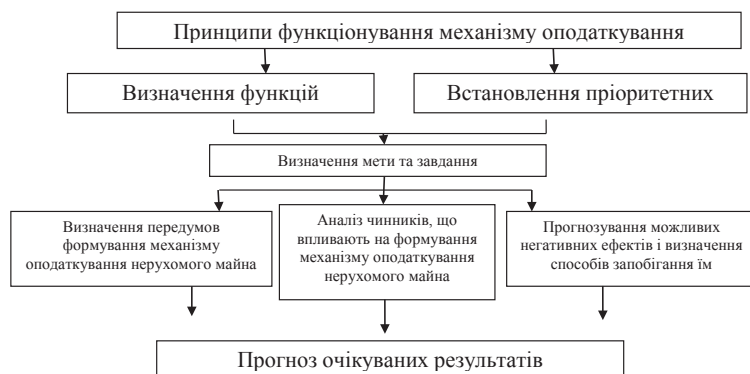 Принципи функціонування механізму оподаткування
Визначення функцій
Встановлення пріоритетних
Визначення мети та завдання
Визначення передумов
формування механізму
оподаткування нерухомого майна
Аналіз чинників, що
впливають на формування
механізму оподаткування
нерухомого майна
Прогнозування можливих
негативних ефектів і визначення
способів запобігання їм
Прогноз очікуваних результатів